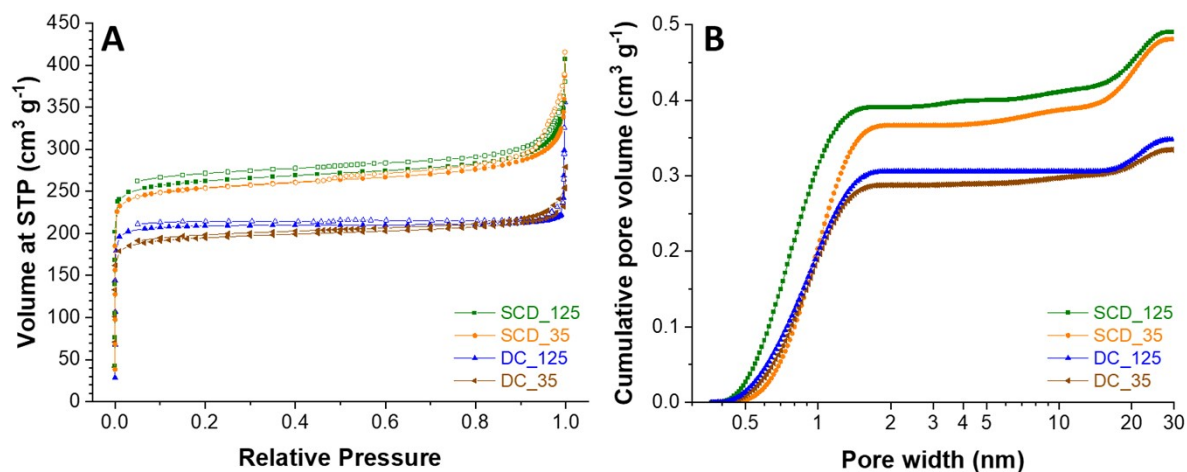 A
Volume at STP (cm³ g⁻¹)
450
400
350
300
250
200
150
100
50
0
SCD_125
SCD_35
DC_125
DC_35
0.0 0.2 0.4 0.6 0.8 1.0
Relative Pressure
B
Cumulative pore volume (cm³ g⁻¹)
0.5
0.4
0.3
0.2
0.1
0.0
SCD_125
SCD_35
DC_125
DC_35
0.5 1 2 3 4 5 10 20 30
Pore width (nm)